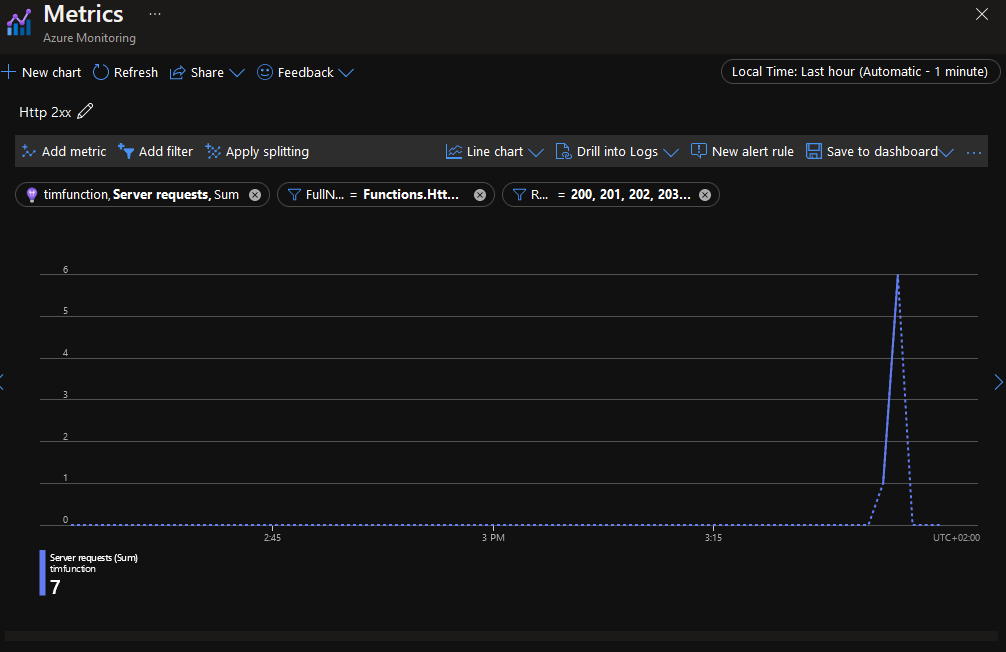 Metrics ...
Azure Monitoring
New chart Refresh Share Feedback Local Time: Last hour (Automatic - 1 minute)
Http 2xx
Add metric Add filter Apply splitting Line chart Drill into Logs New alert rule Save to dashboard ...
timfunction, Server requests, Sum FullN... = Functions.Htt... R... = 200, 201, 202, 203...
6
5
4
3
2
1
0
2:45 3 PM 3:15 UTC+02:00
Server requests (Sum)
timfunction
7